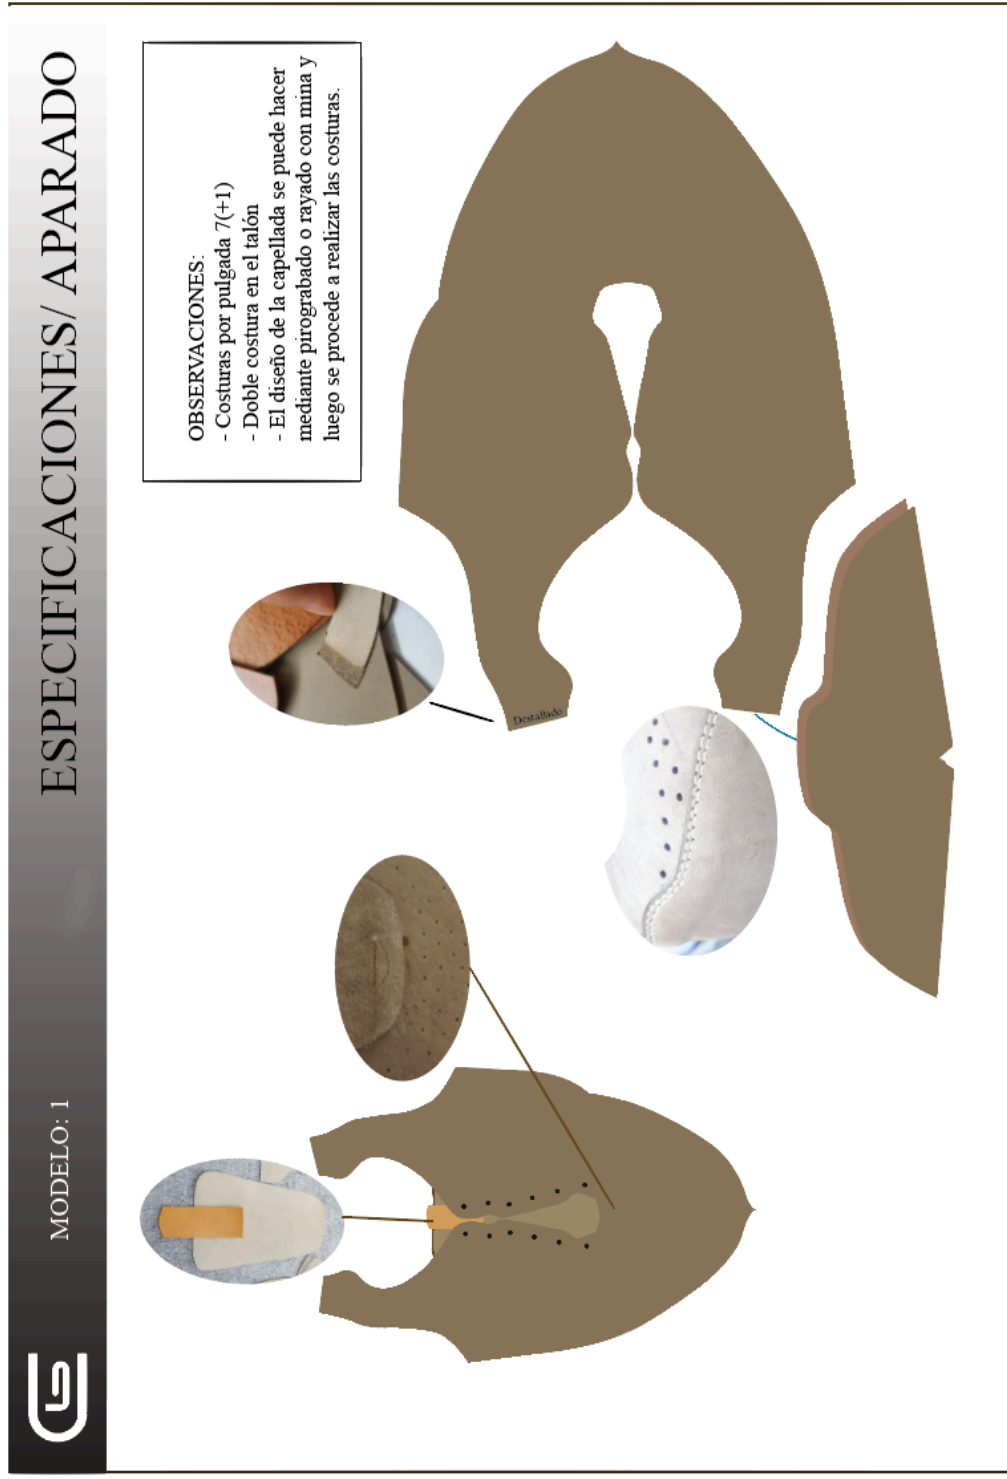 MODELO: 1
ESPECIFICACIONES/ APARADO
OBSERVACIONES:
- Costuras por pulgada 7(+1)
- Doble costura en el talón
- El diseño de la capellada se puede hacer
mediante pirograbado o rayado con mina y
luego se procede a realizar las costuras.
Destallado